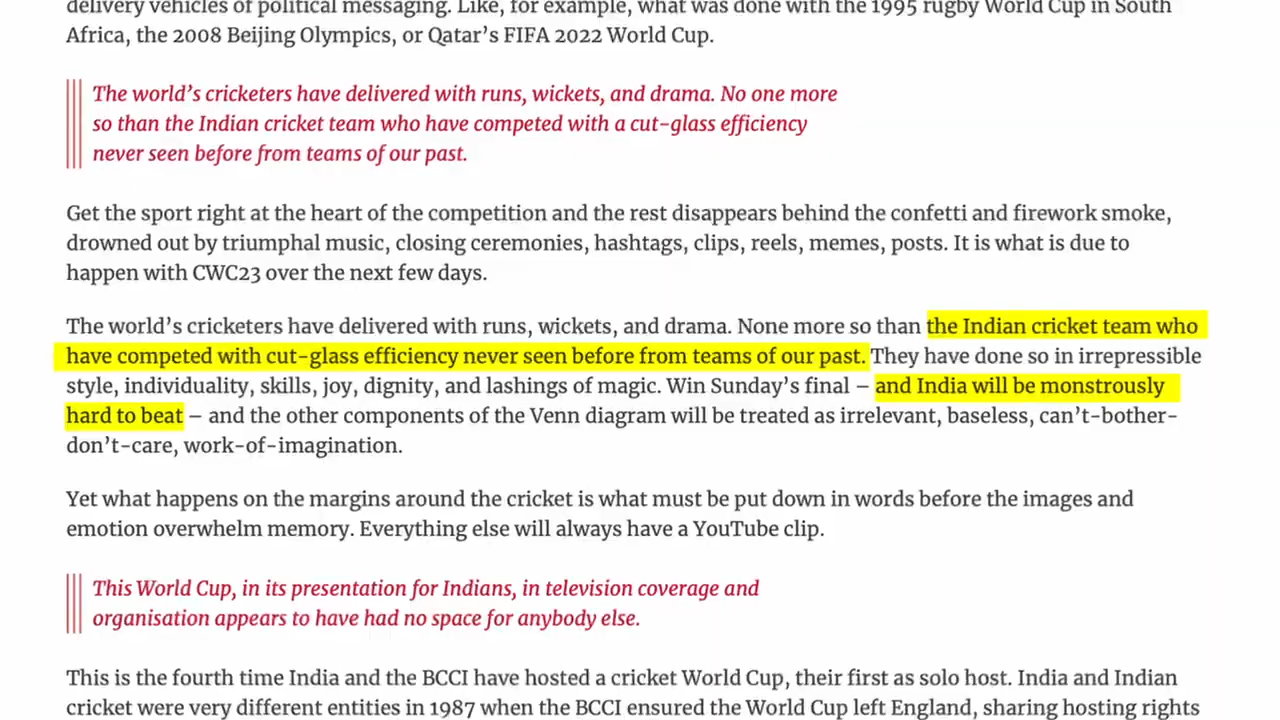 delivery vehicles of political messaging. Like, for example, what was done with the 1995 rugby World Cup in South
Africa, the 2008 Beijing Olympics, or Qatar’s FIFA 2022 World Cup.
The world’s cricketers have delivered with runs, wickets, and drama. No one more
so than the Indian cricket team who have competed with a cut-glass efficiency
never seen before from teams of our past.
Get the sport right at the heart of the competition and the rest disappears behind the confetti and firework smoke,
drowned out by triumphal music, closing ceremonies, hashtags, clips, reels, memes, posts. It is what is due to
happen with CWC23 over the next few days.
The world’s cricketers have delivered with runs, wickets, and drama. None more so than the Indian cricket team who
have competed with cut-glass efficiency never seen before from teams of our past. They have done so in irrepressible
style, individuality, skills, joy, dignity, and lashings of magic. Win Sunday’s final – and India will be monstrously
hard to beat – and the other components of the Venn diagram will be treated as irrelevant, baseless, can’t-bother-
don’t-care, work-of-imagination.
Yet what happens on the margins around the cricket is what must be put down in words before the images and
emotion overwhelm memory. Everything else will always have a YouTube clip.
This World Cup, in its presentation for Indians, in television coverage and
organisation appears to have had no space for anybody else.
This is the fourth time India and the BCCI have hosted a cricket World Cup, their first as solo host. India and Indian
cricket were very different entities in 1987 when the BCCI ensured the World Cup left England, sharing hosting rights